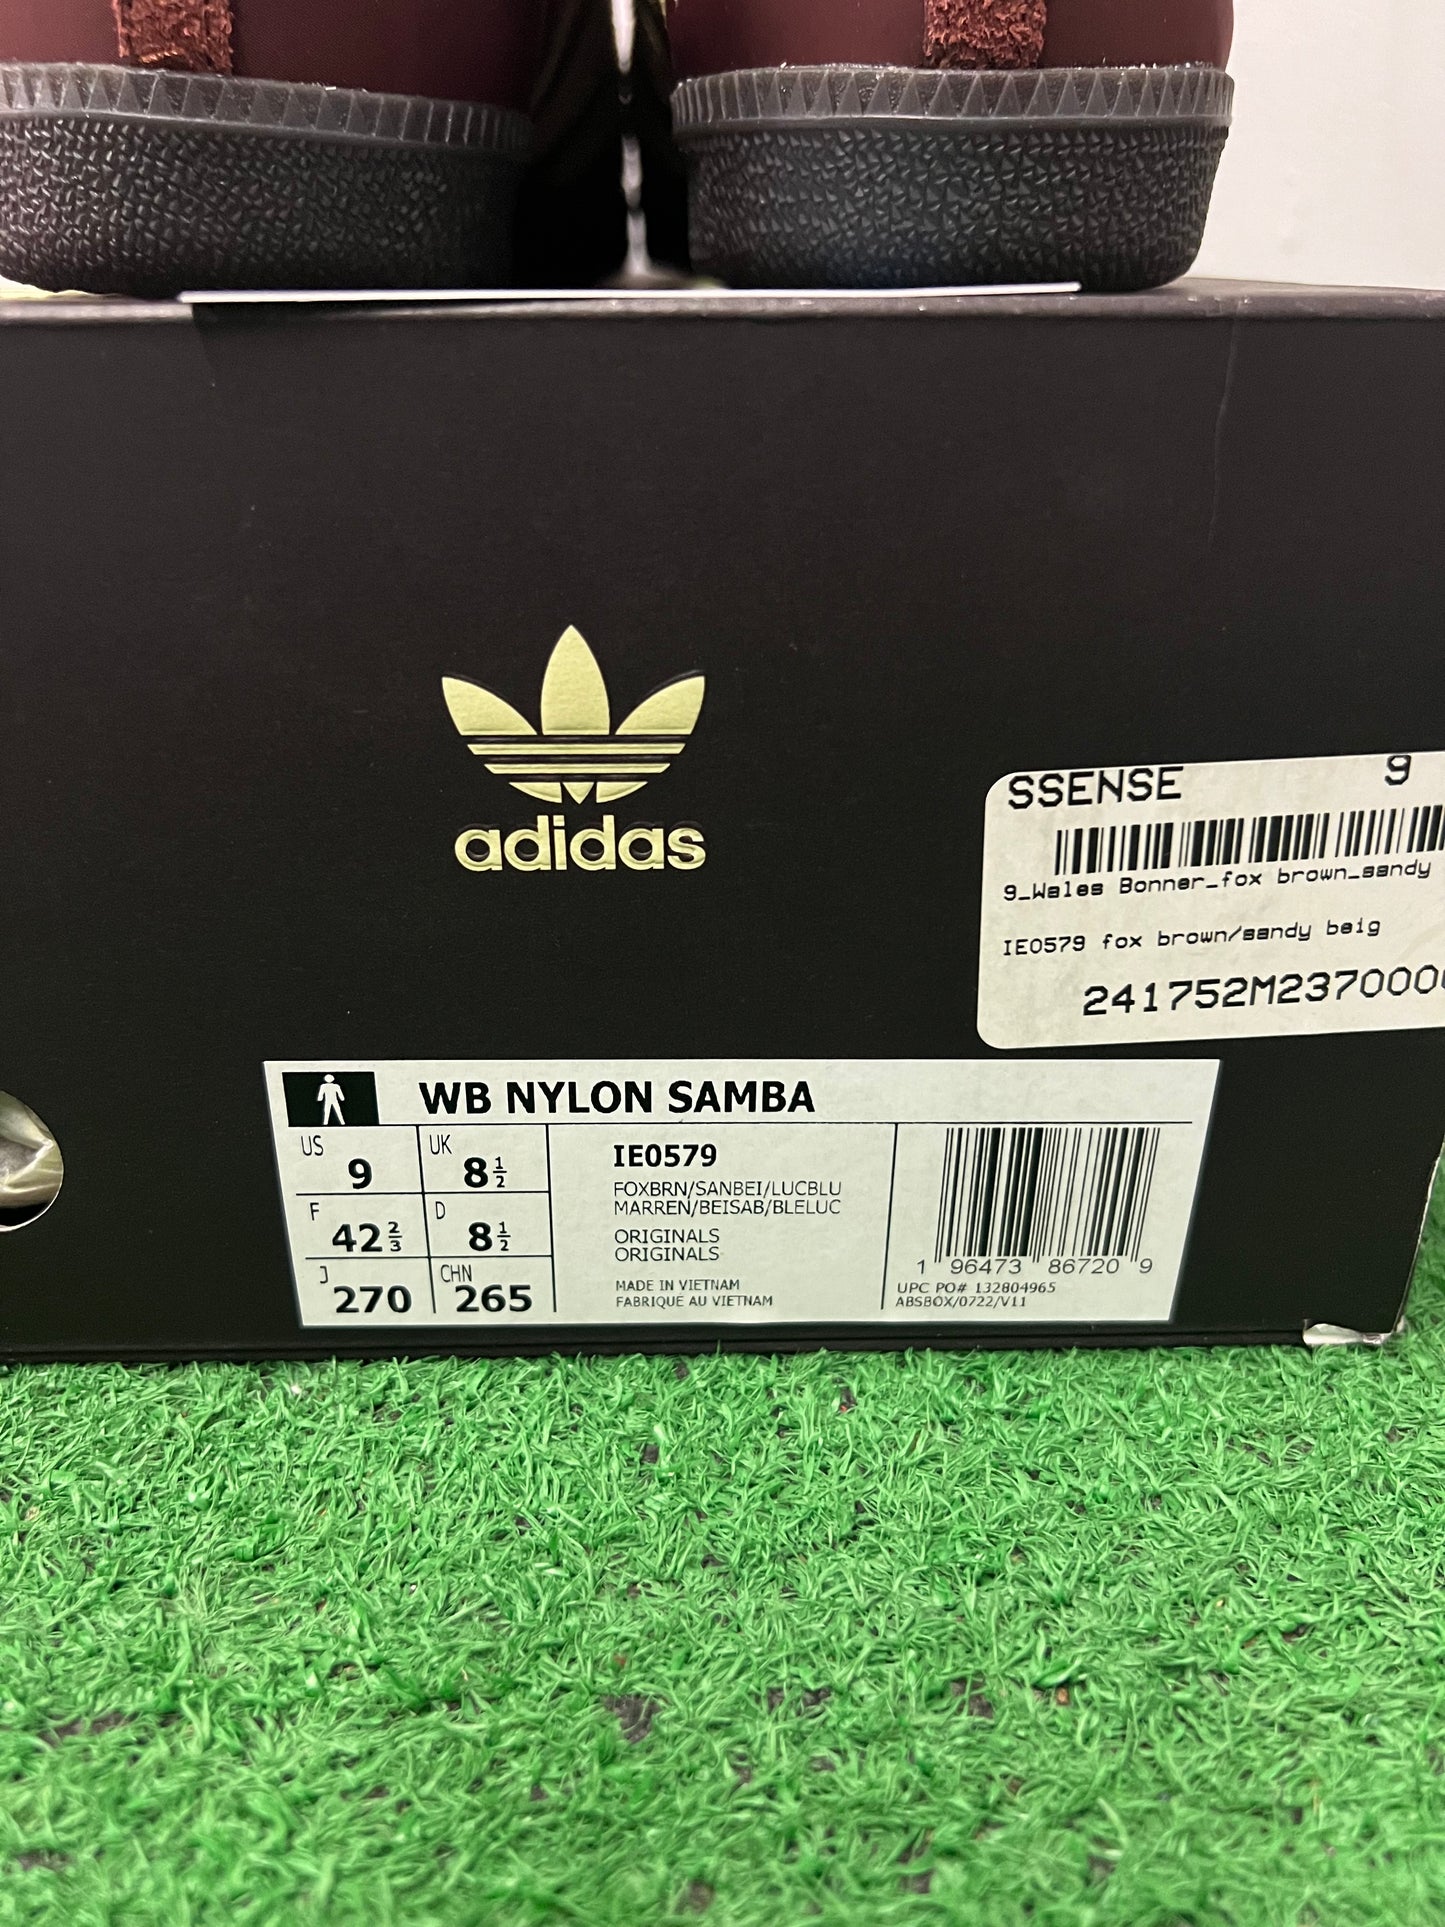 adidas
SSENSE 9
9_Wales Bonner_fox brown_sandy
IE0579 fox brown/sandy beig
241752M237000
WB NYLON SAMBA
US 9 UK 8½
F 42⅔ D 8½
J 270 CHN 265
IE0579
FOXBRN/SANBEI/LUCBLU
MARREN/BEISAB/BLELUC
ORIGINALS
ORIGINALS
MADE IN VIETNAM
FABRIQUÉ AU VIETNAM
1 96473 86720 9
UPC PO# 132804965
ABSBOX/0722/V11